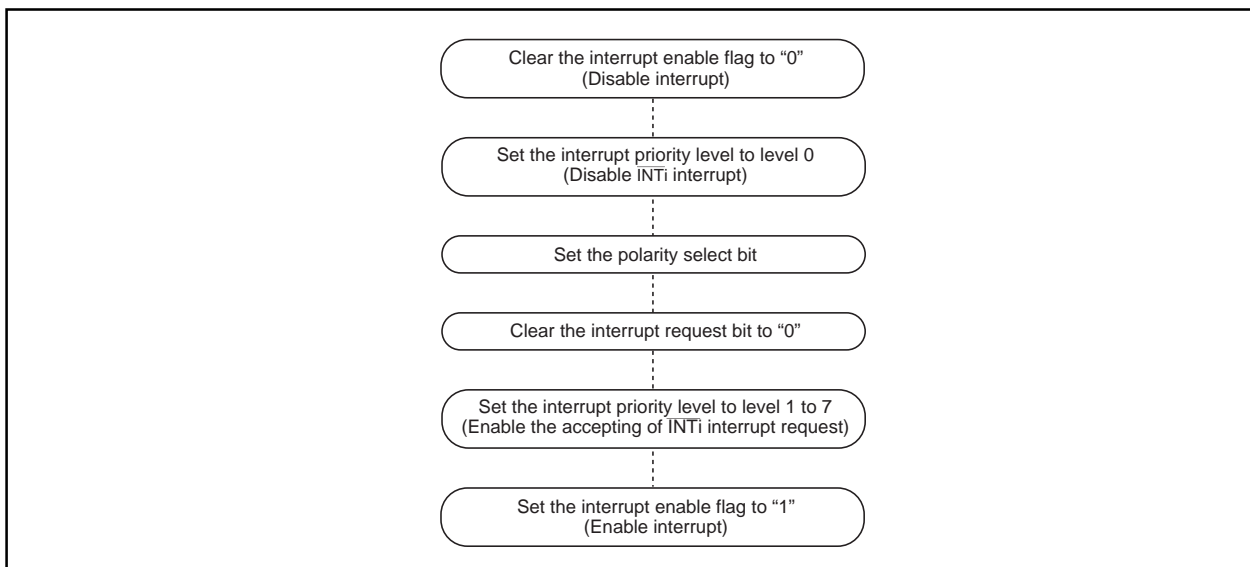 Clear the interrupt enable flag to “0”
(Disable interrupt)
Set the interrupt priority level to level 0
(Disable INTi interrupt)
Set the polarity select bit
Clear the interrupt request bit to “0”
Set the interrupt priority level to level 1 to 7
(Enable the accepting of INTi interrupt request)
Set the interrupt enable flag to “1”
(Enable interrupt)